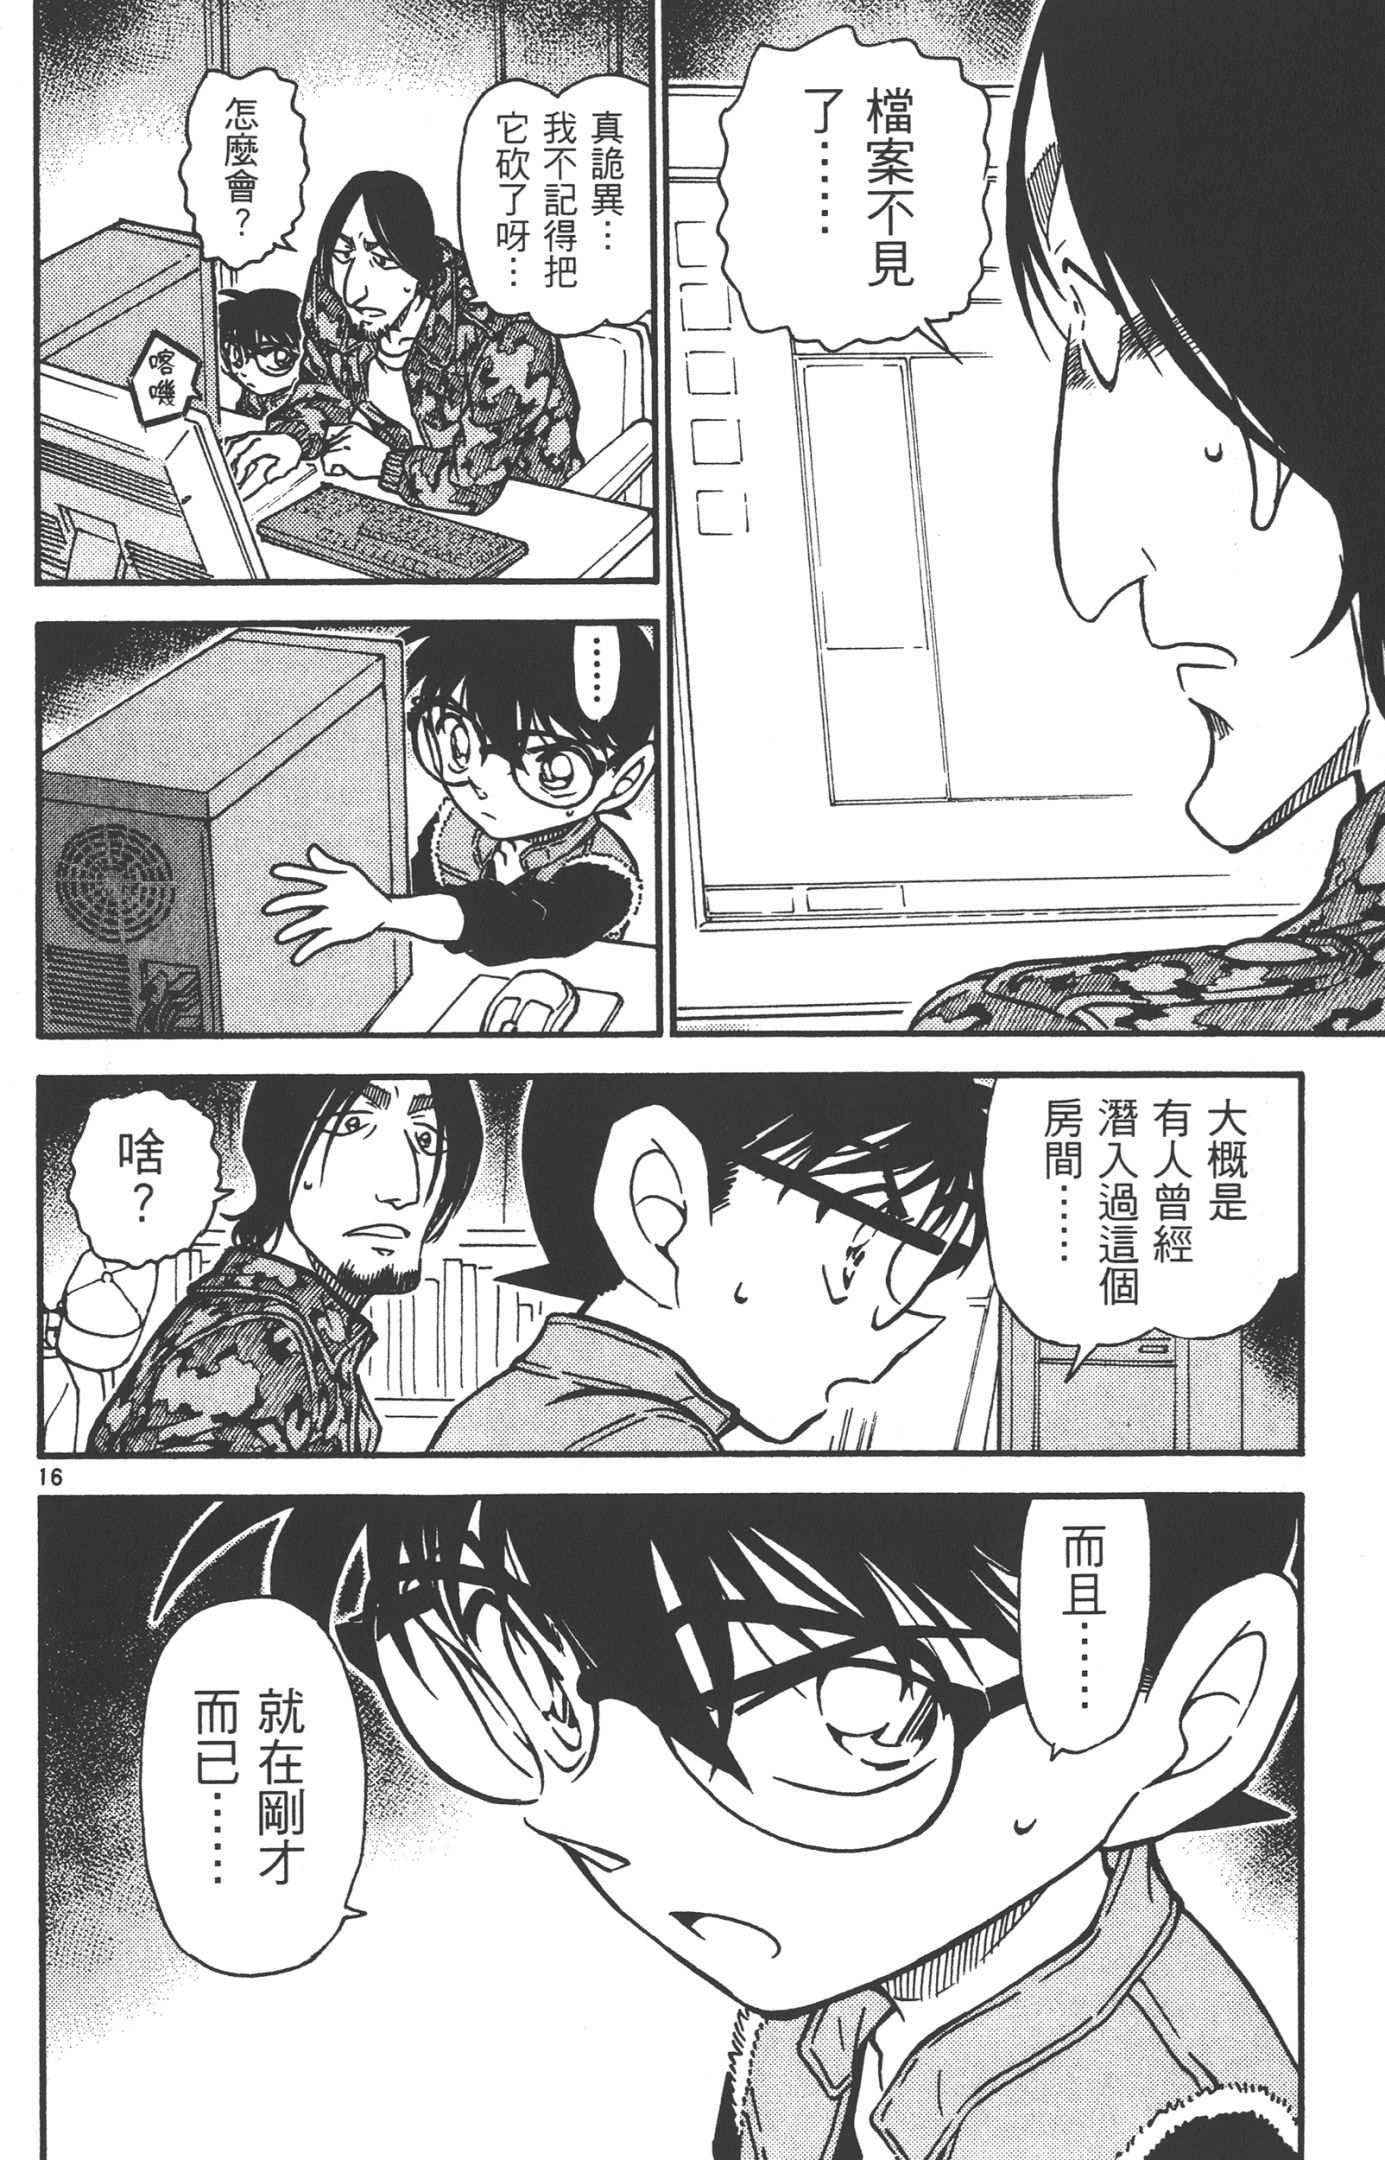 檔案不見
了……
真詭異…
我不記得把
它砍了呀…
怎麼會？
喀嘰
……
大概是
有人曾經
潛入過這個
房間……
啥？
而且……
就在剛才
而已……
16